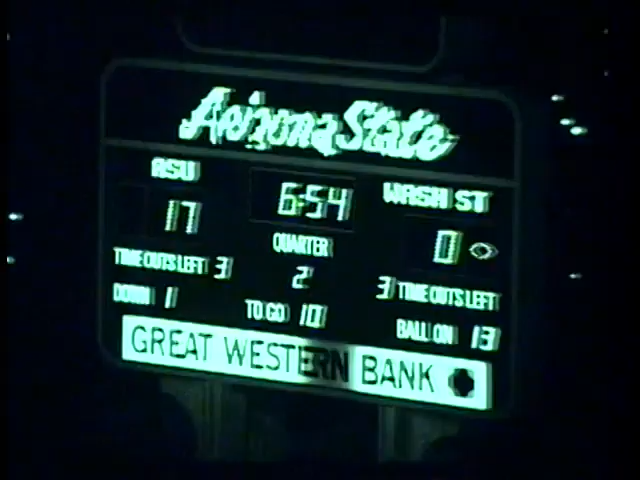 Arizona State
ASU 6:54 WASH ST
17 QUARTER 0
TIME OUTS LEFT 3 2 3 TIME OUTS LEFT
DOWN 1 TO GO 10 BALL ON 13
GREAT WESTERN BANK